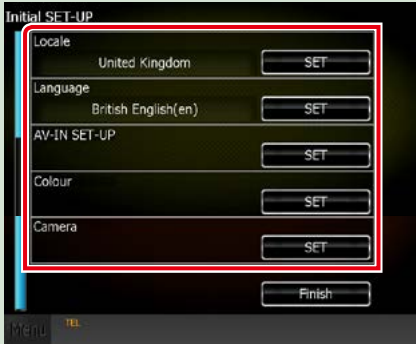 Initial SET-UP
Locale
United Kingdom SET
Language
British English(en) SET
AV-IN SET-UP
SET
Colour
SET
Camera
SET
Finish
Menu TEL